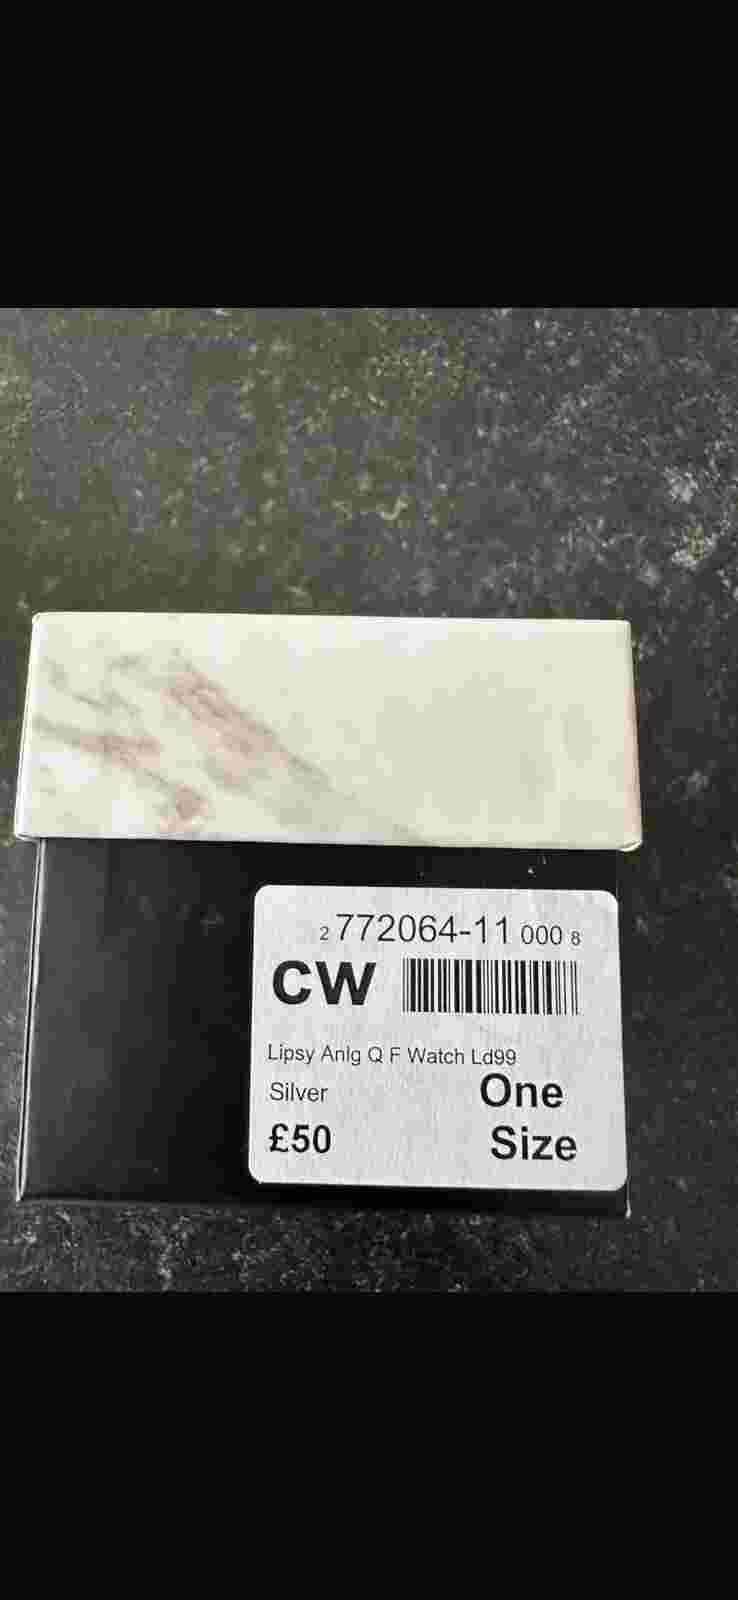 2 772064-11 000 8
CW
Lipsy Anlg Q F Watch Ld99
Silver
One
£50
Size